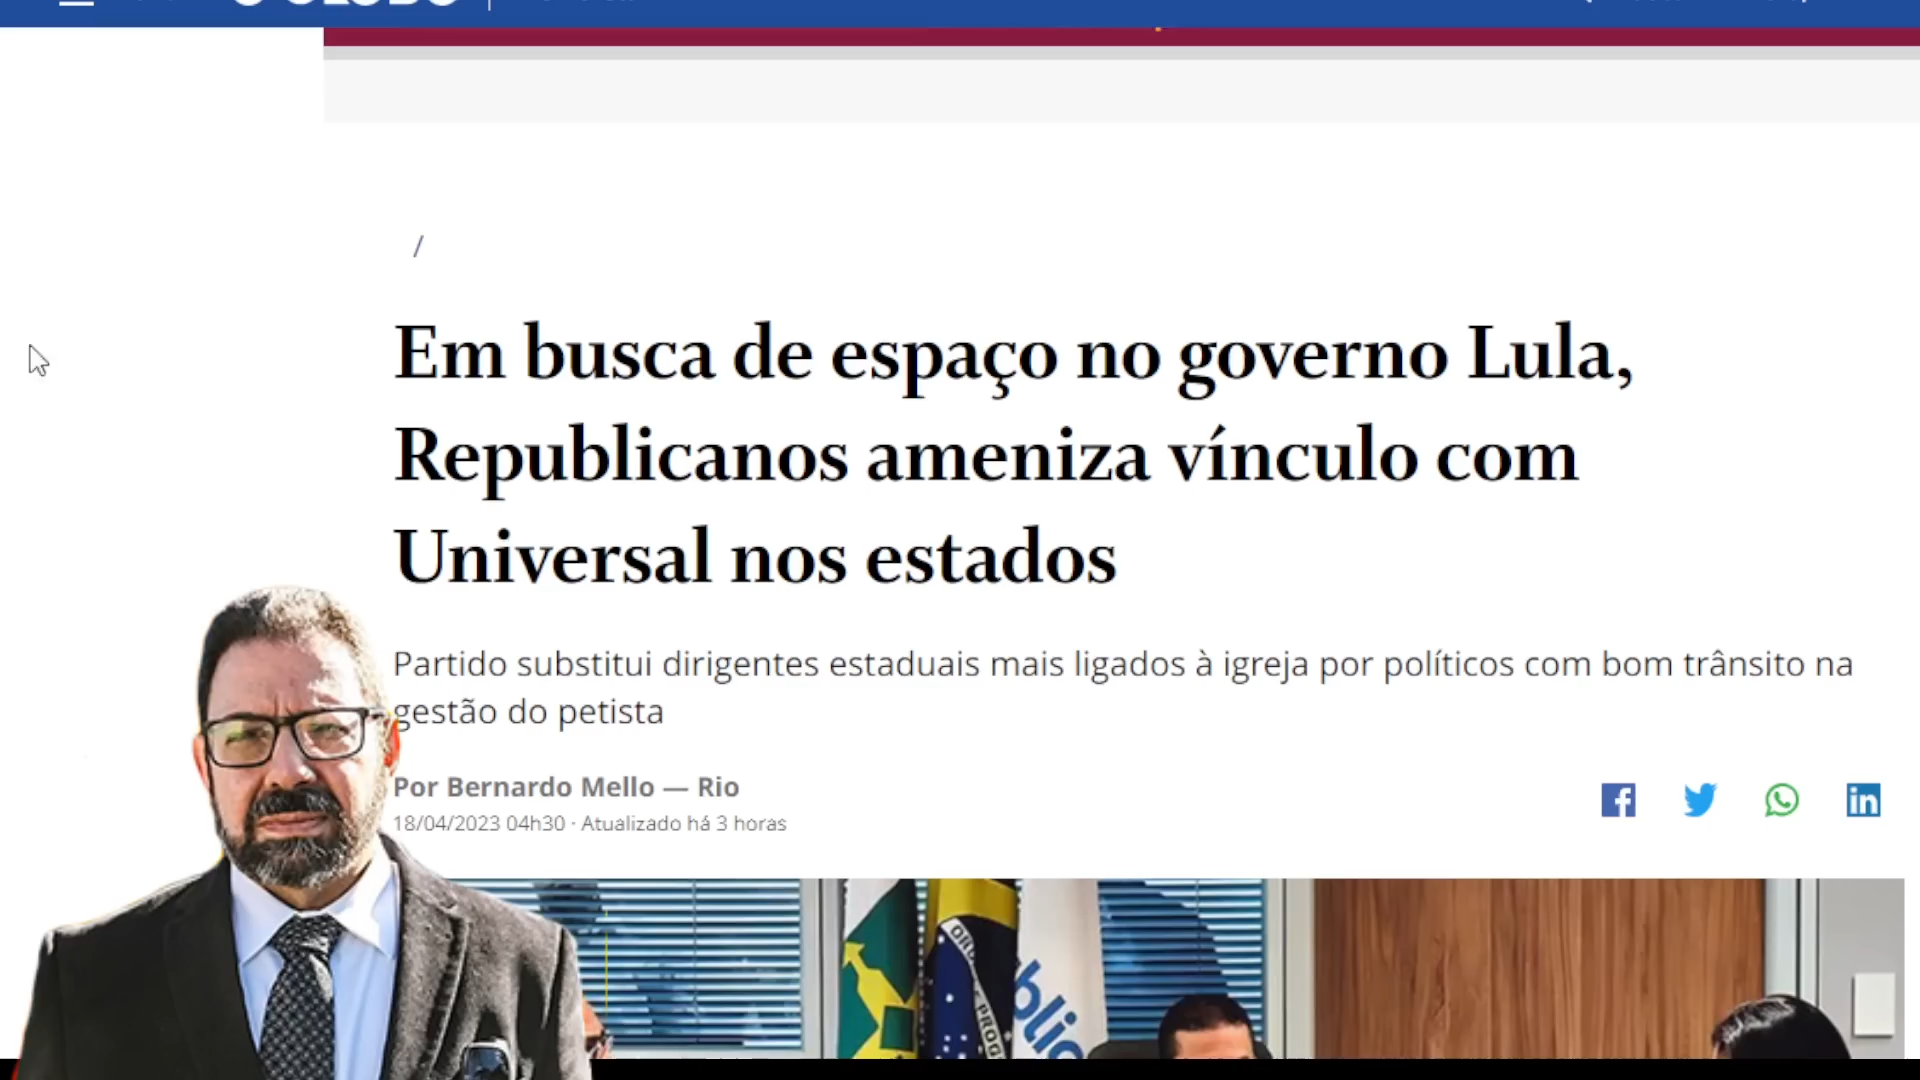 O GLOBO
/
Em busca de espaço no governo Lula,
Republicanos ameniza vínculo com
Universal nos estados
Partido substitui dirigentes estaduais mais ligados à igreja por políticos com bom trânsito na
gestão do petista
Por Bernardo Mello — Rio
18/04/2023 04h30 · Atualizado há 3 horas
in